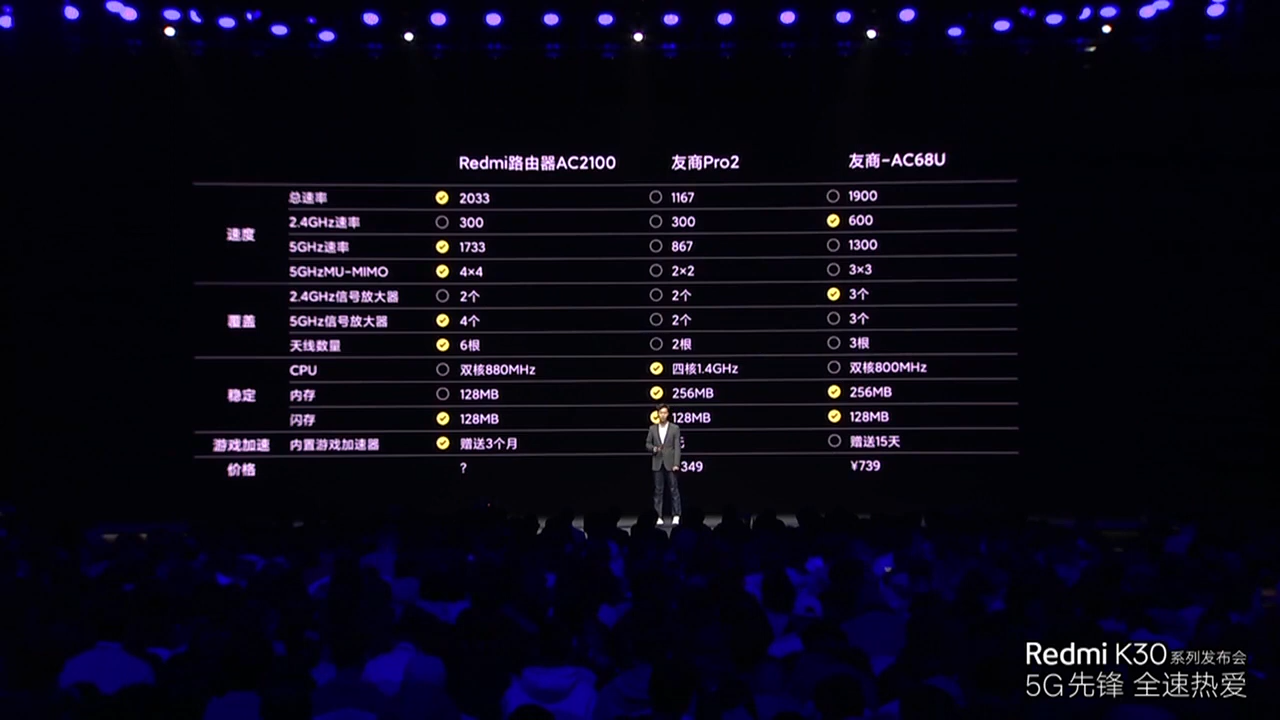 Redmi路由器AC2100 友商Pro2 友商-AC68U
速度
总速率 2033 1167 1900
2.4GHz速率 300 300 600
5GHz速率 1733 867 1300
5GHzMU-MIMO 4×4 2×2 3×3
覆盖
2.4GHz信号放大器 2个 2个 3个
5GHz信号放大器 4个 2个 3个
天线数量 6根 2根 3根
稳定
CPU 双核880MHz 四核1.4GHz 双核800MHz
内存 128MB 256MB 256MB
闪存 128MB 128MB 128MB
游戏加速 内置游戏加速器 赠送3个月 赠送15天
价格 ? 349 ¥739
Redmi K30系列发布会
5G先锋 全速热爱